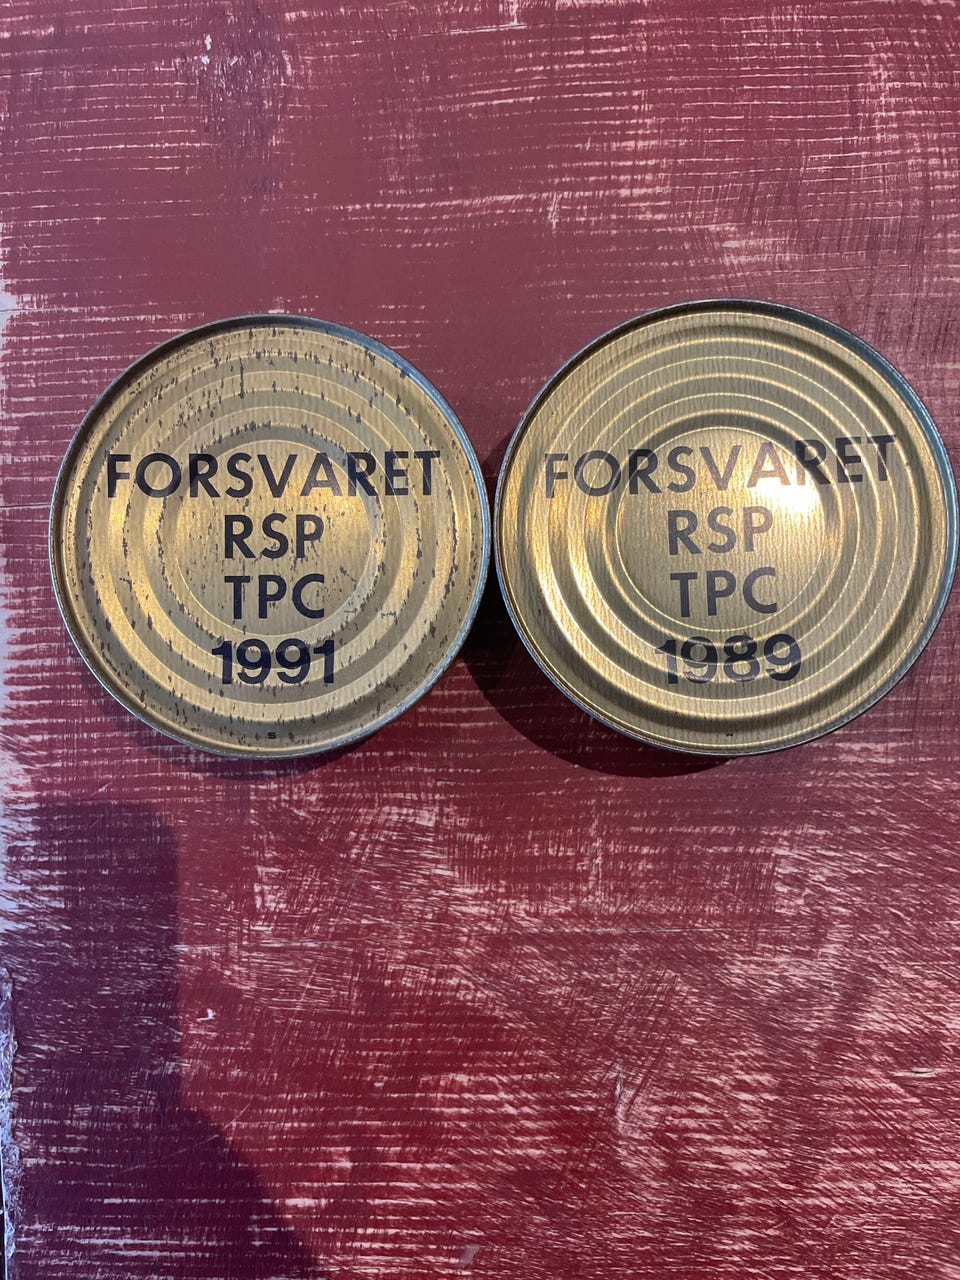 FORSVARET
RSP
TPC
1991
S
FORSVARET
RSP
TPC
1989